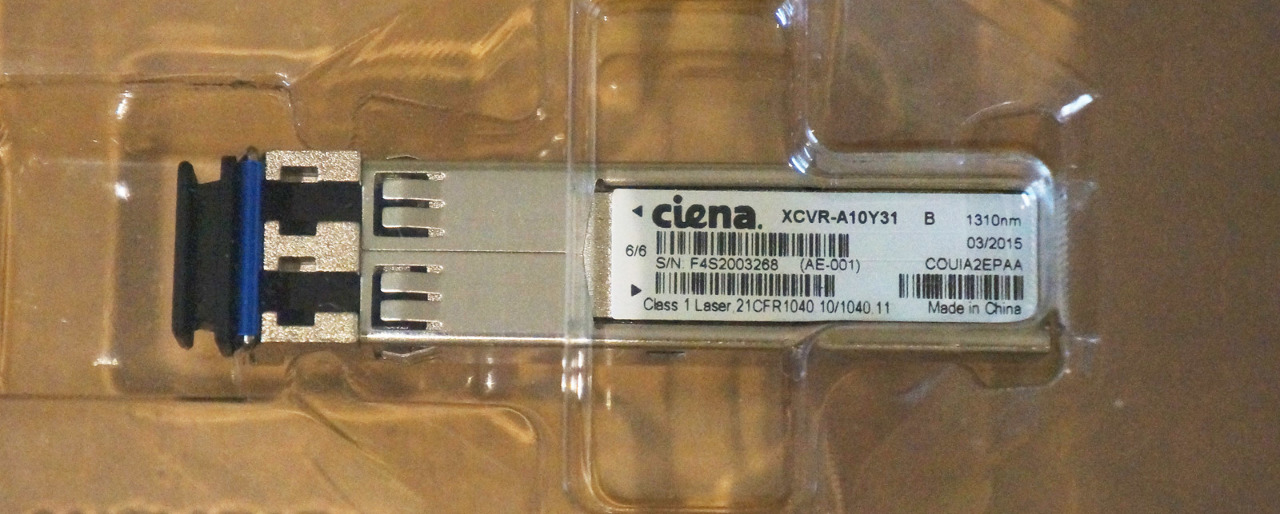 ciena. XCVR-A10Y31 B 1310nm
6/6 03/2015
S/N: F4S2003268 (AE-001) COUIA2EPAA
Class 1 Laser 21CFR1040.10/1040.11 Made in China